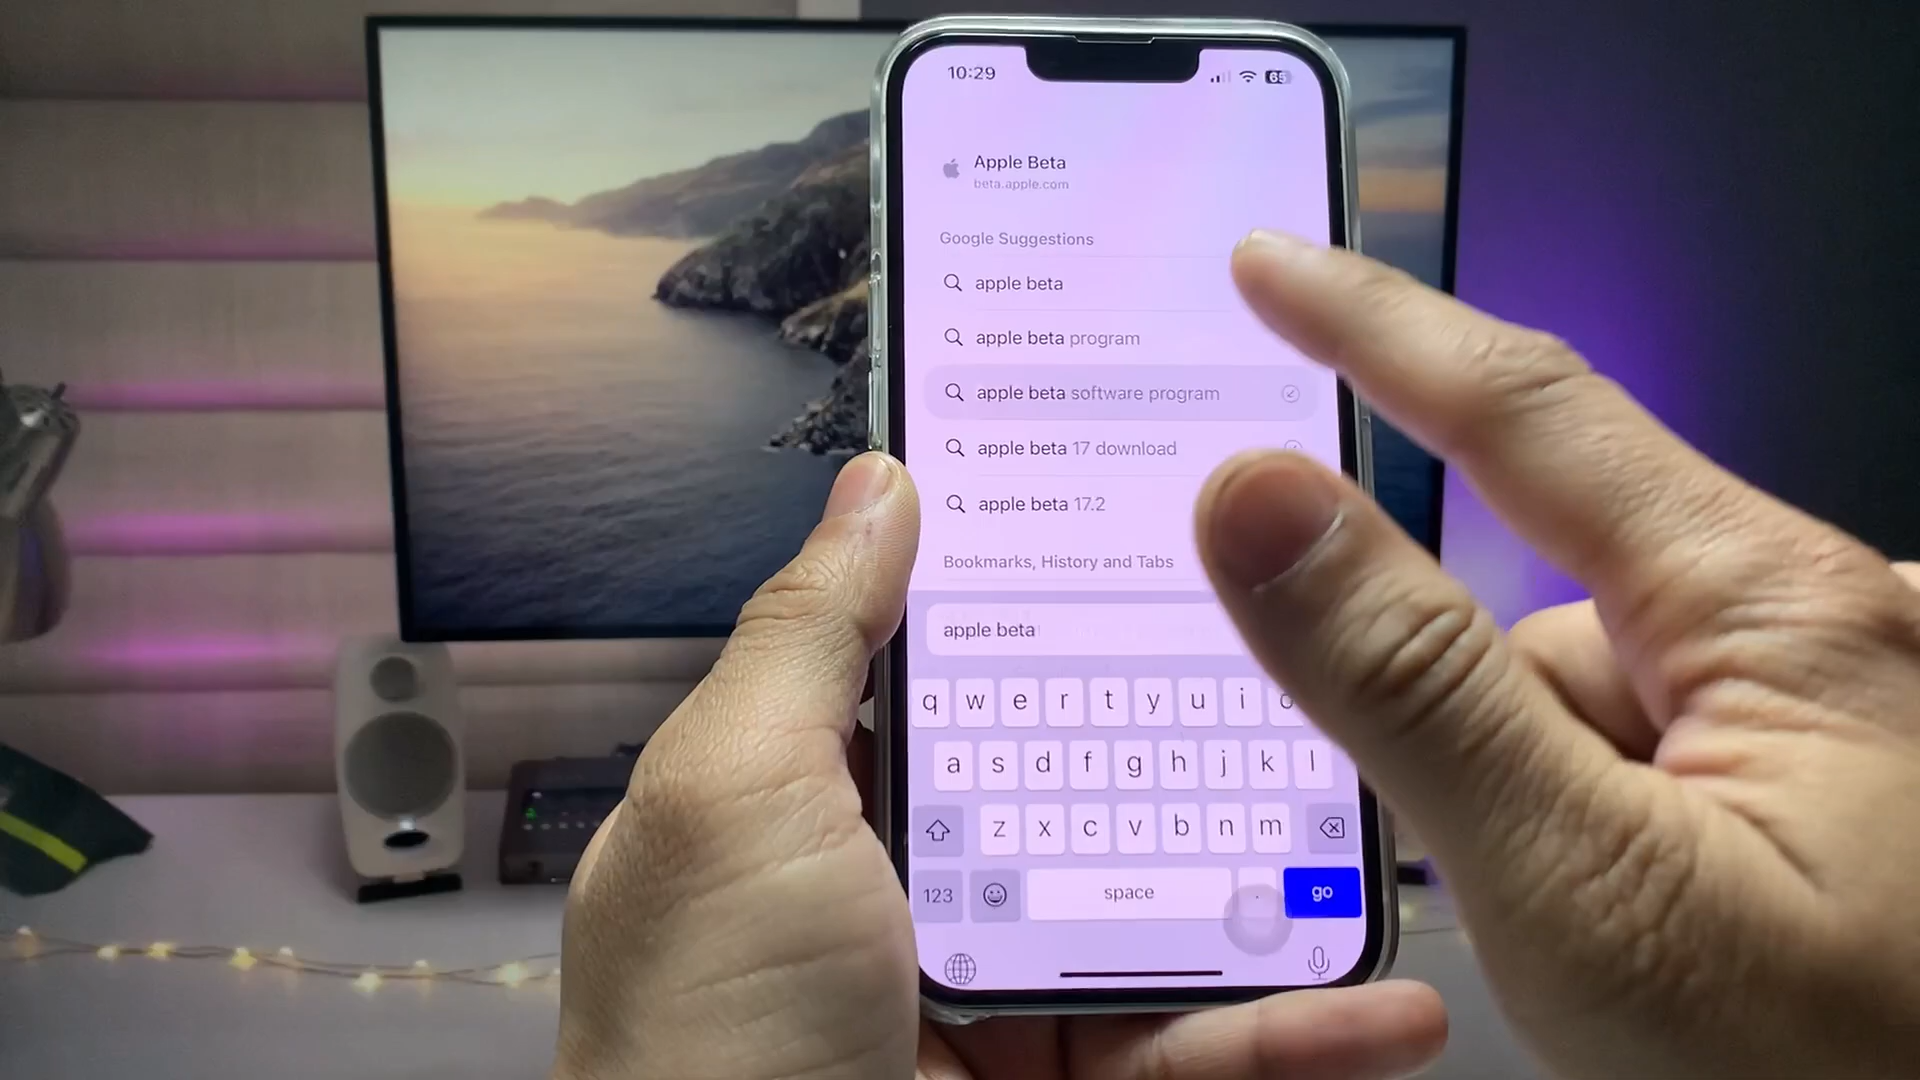 10:29
65
Apple Beta
beta.apple.com
Google Suggestions
apple beta
apple beta program
apple beta software program
apple beta 17 download
apple beta 17.2
Bookmarks, History and Tabs
apple beta
q w e r t y u i o
a s d f g h j k l
z x c v b n m
123 space . go